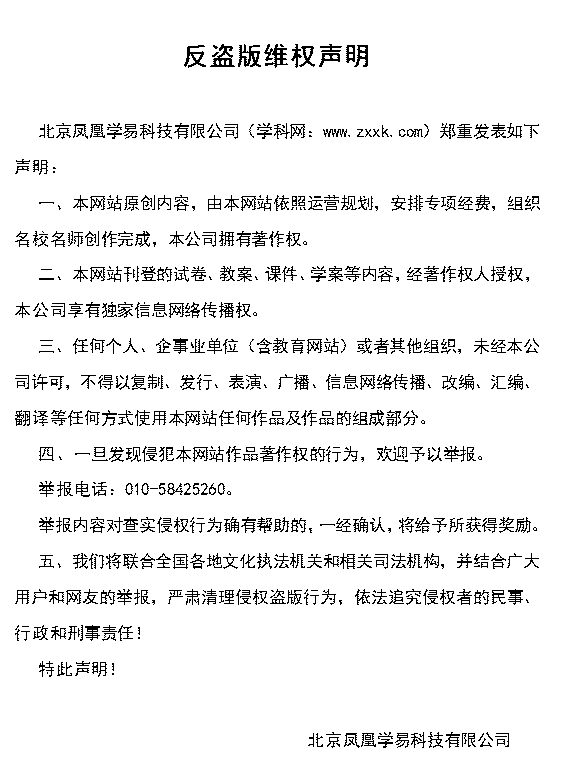 反盗版维权声明
北京凤凰学易科技有限公司（学科网：www.zxxk.com）郑重发表如下
声明：
一、本网站原创内容，由本网站依照运营规划，安排专项经费，组织
名校名师创作完成，本公司拥有著作权。
二、本网站刊登的试卷、教案、课件、学案等内容，经著作权人授权，
本公司享有独家信息网络传播权。
三、任何个人、企事业单位（含教育网站）或者其他组织，未经本公
司许可，不得以复制、发行、表演、广播、信息网络传播、改编、汇编、
翻译等任何方式使用本网站任何作品及作品的组成部分。
四、一旦发现侵犯本网站作品著作权的行为，欢迎予以举报。
举报电话：010-58425260。
举报内容对查实侵权行为确有帮助的，一经确认，将给予所获得奖励。
五、我们将联合全国各地文化执法机关和相关司法机构，并结合广大
用户和网友的举报，严肃清理侵权盗版行为，依法追究侵权者的民事、
行政和刑事责任！
特此声明！
北京凤凰学易科技有限公司